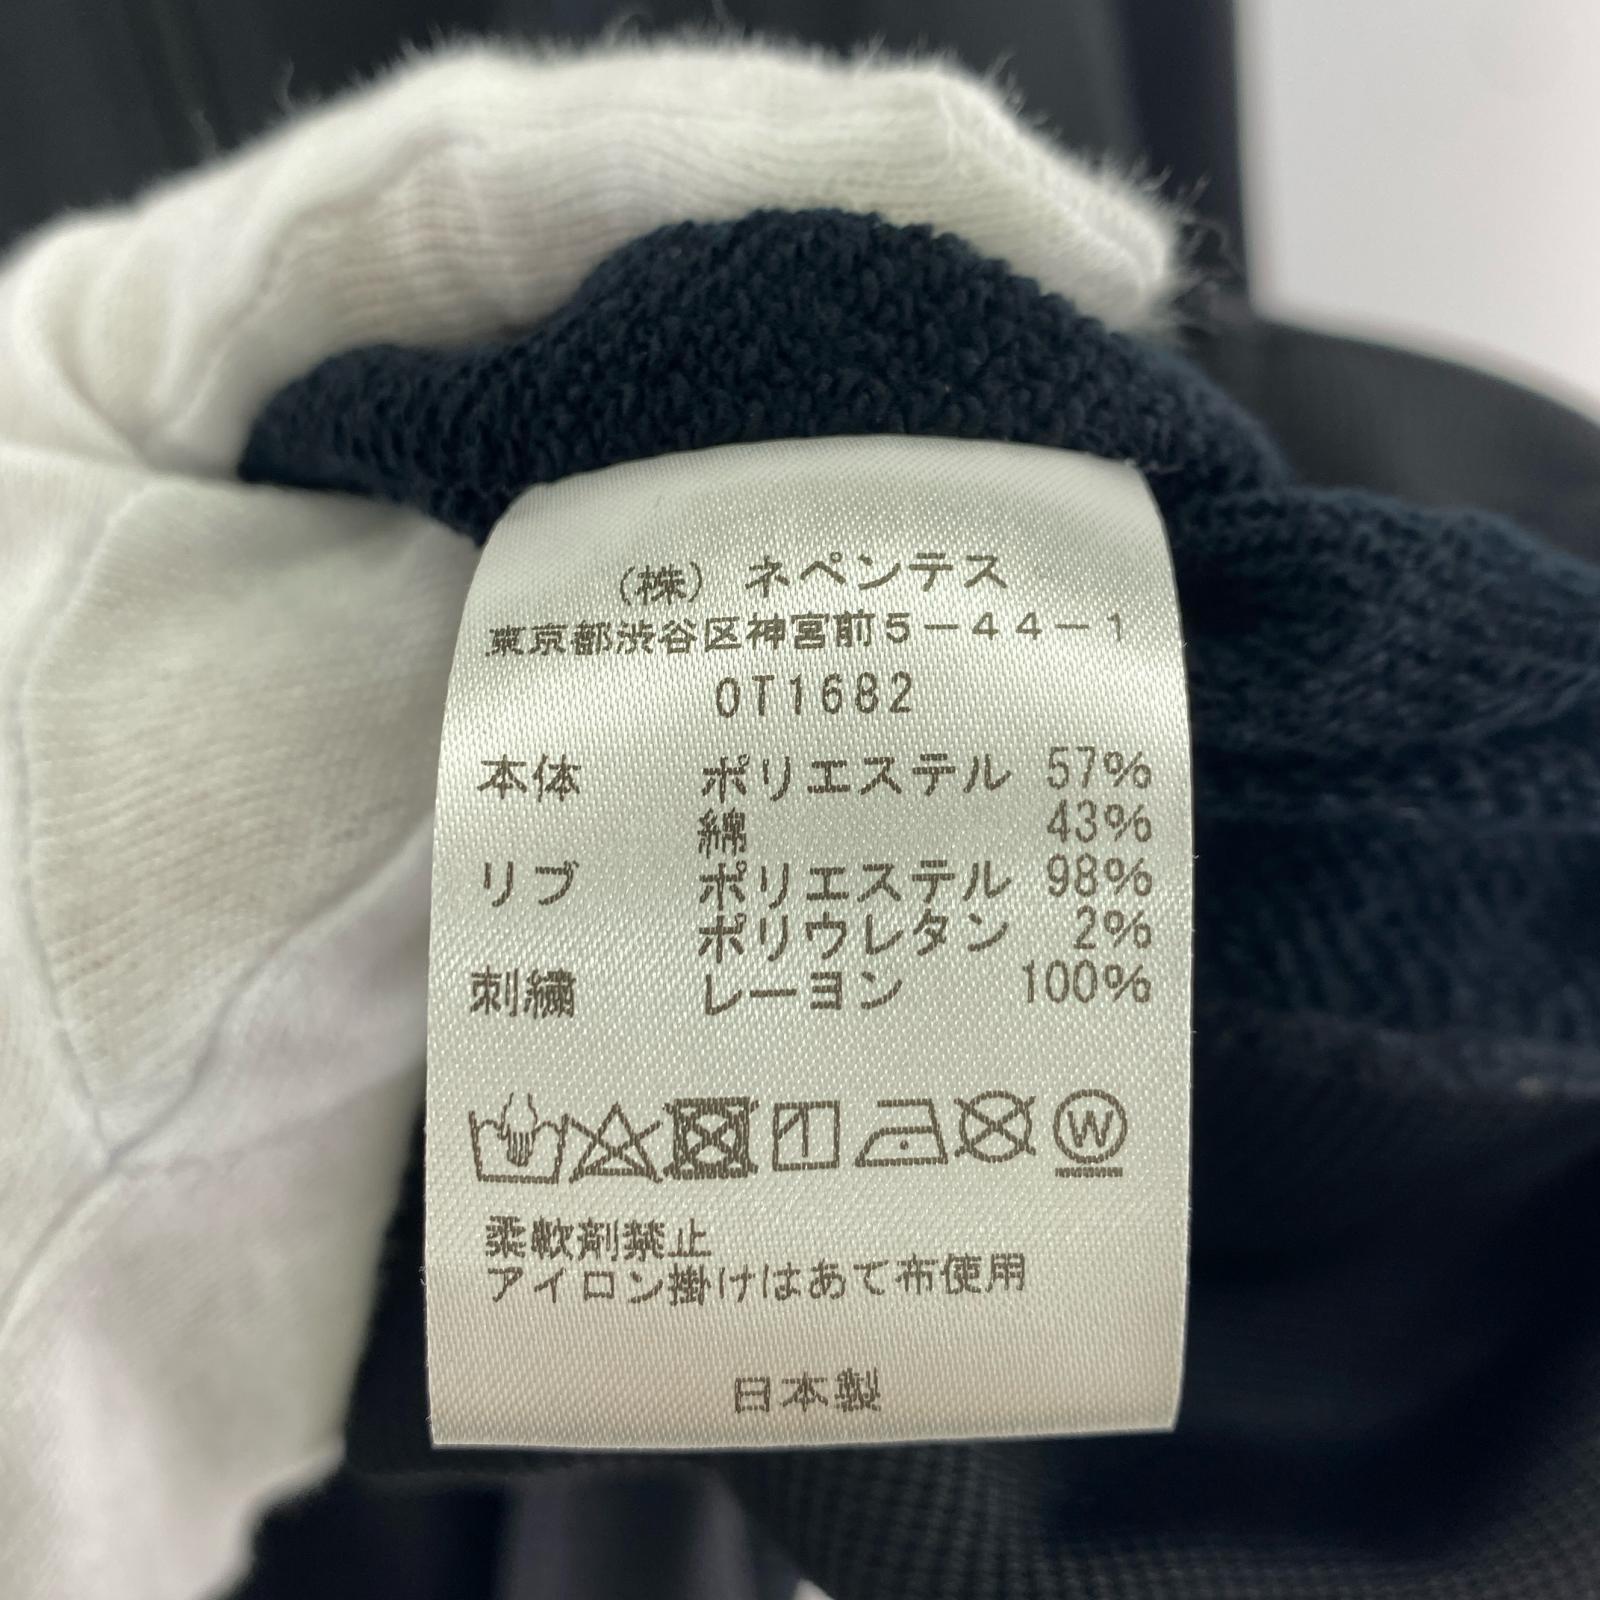 (株) ネペンテス
東京都渋谷区神宮前5-44-1
OT1682
本体 ポリエステル 57%
綿 43%
リブ ポリエステル 98%
ポリウレタン 2%
刺繍 レーヨン 100%
W
柔軟剤禁止
アイロン掛けはあて布使用
日本製